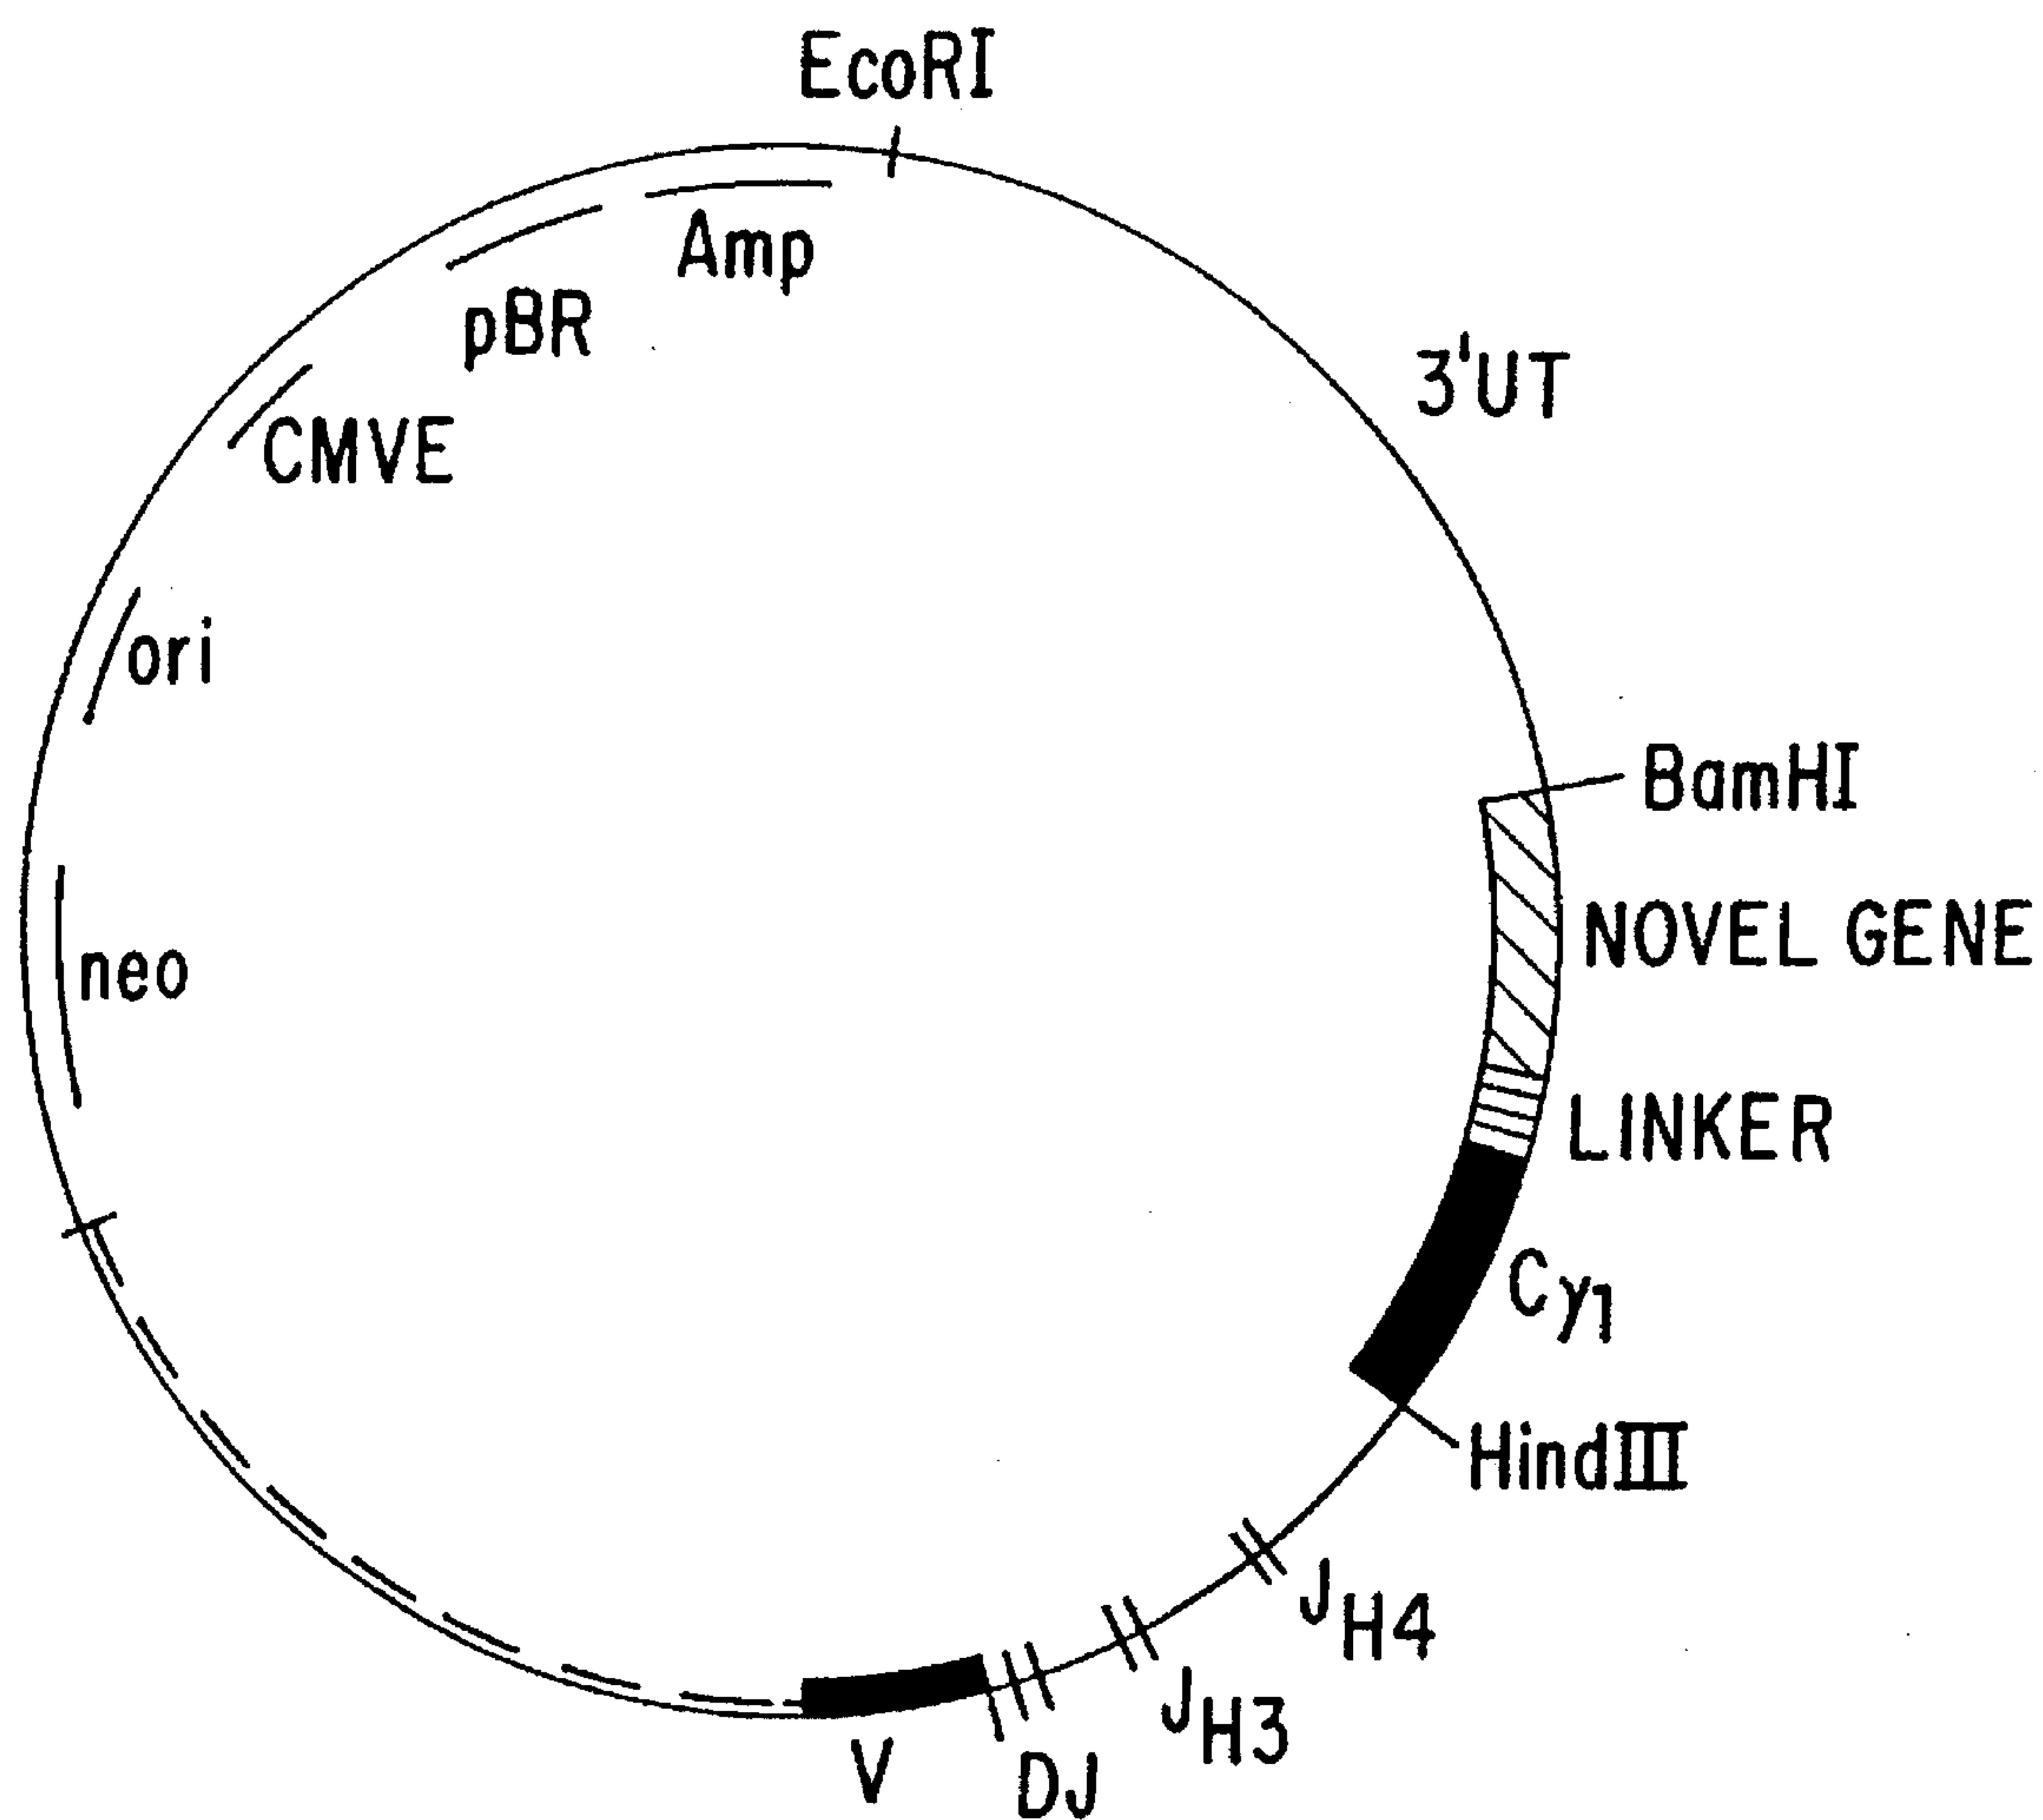 EcoRI
Amp
pBR
3'UT
CMVE
ori
BamHI
NOVEL GENE
neo
LINKER
Cγ1
HindIII
JH4
JH3
V
DJ